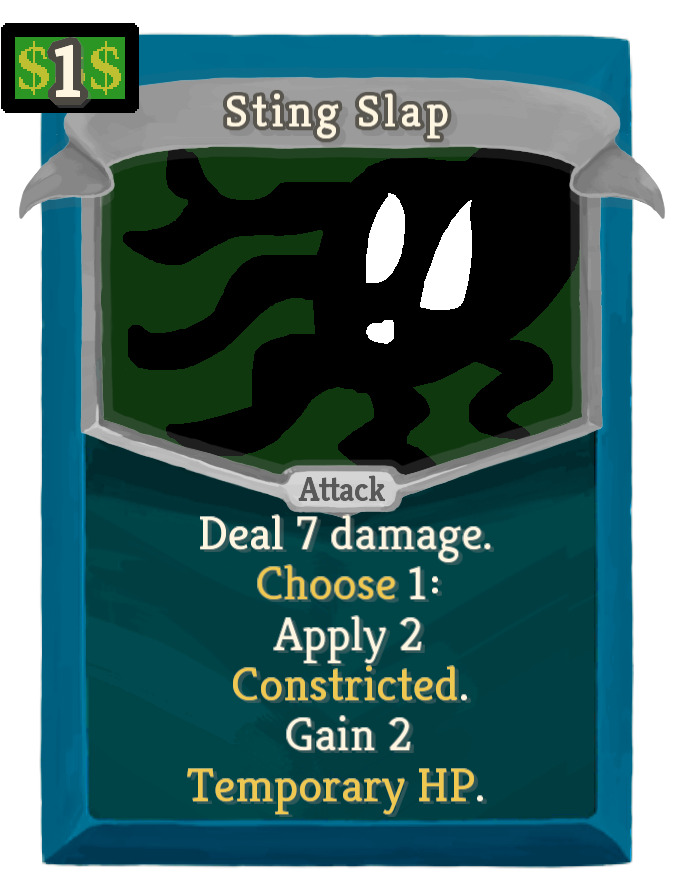 $1$
Sting Slap
Attack
Deal 7 damage.
Choose 1:
Apply 2
Constricted.
Gain 2
Temporary HP.